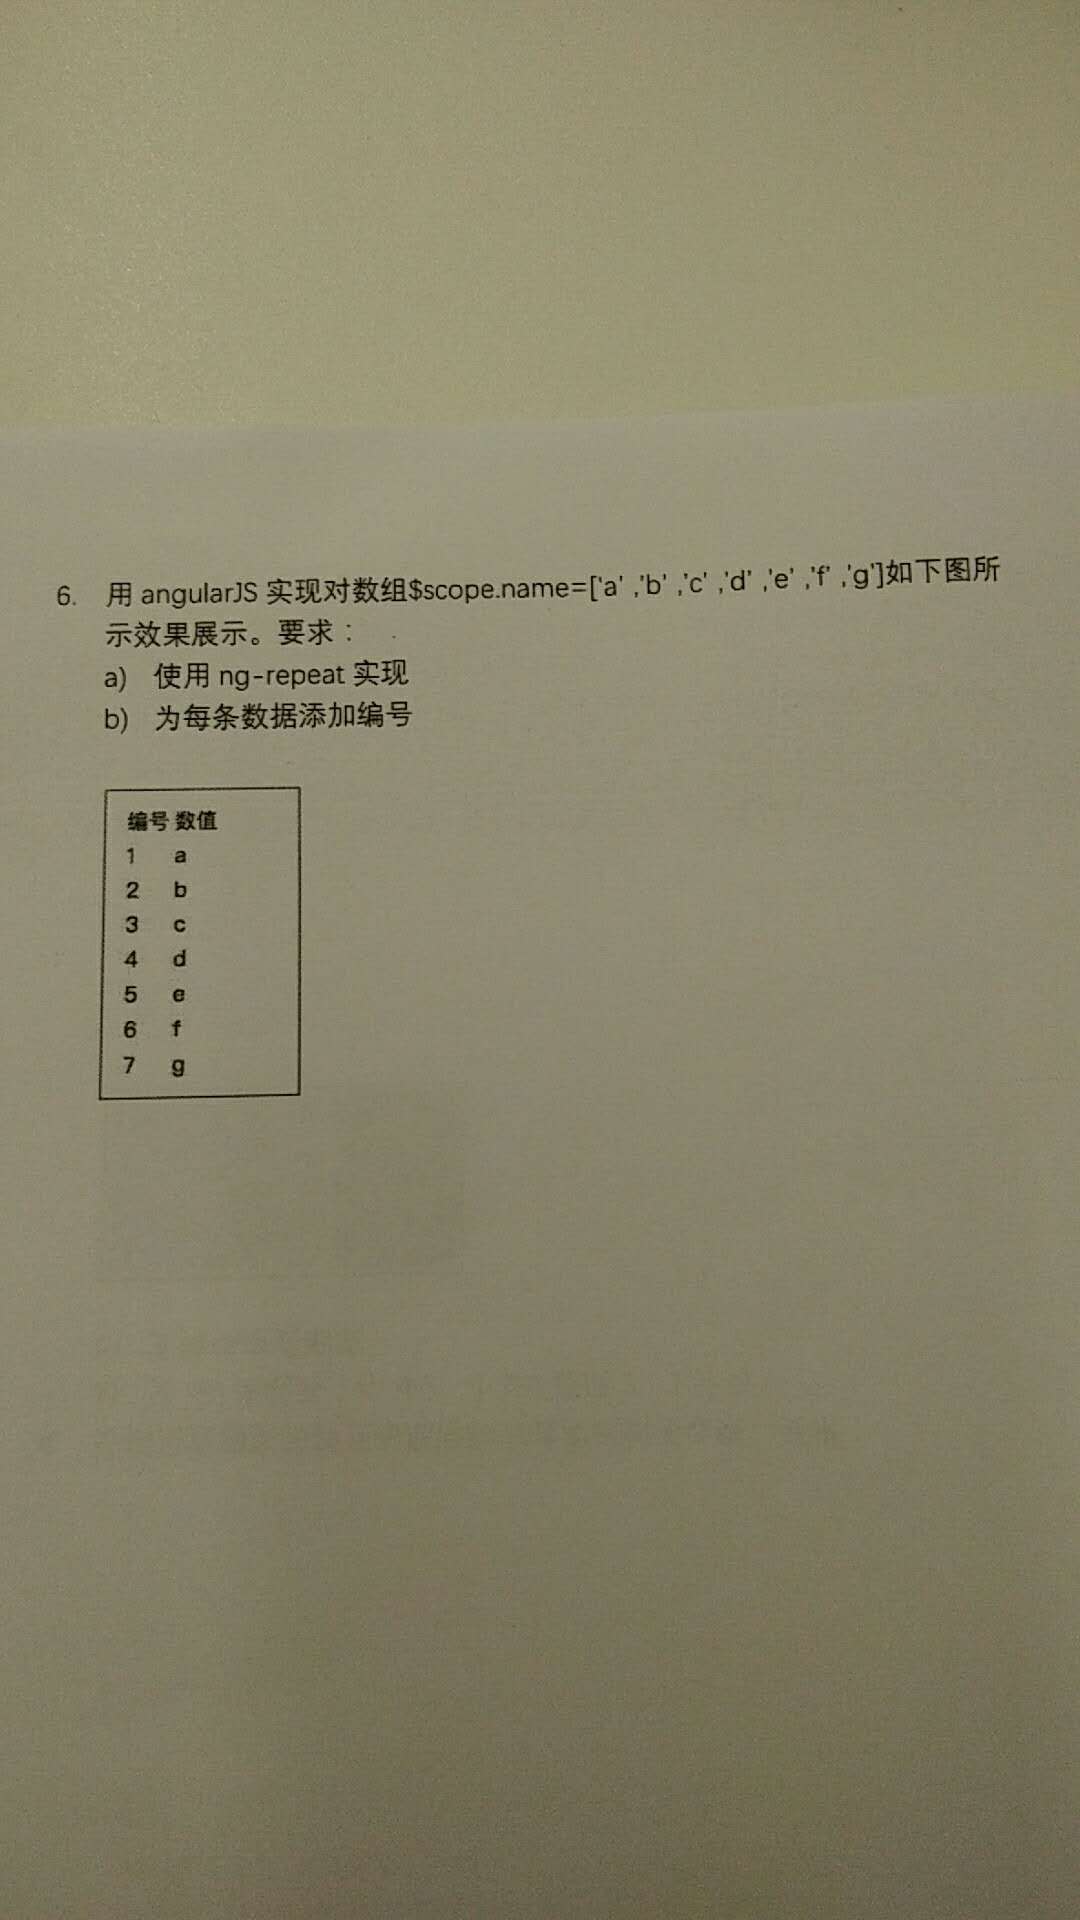 6. 用 angularJS 实现对数组$scope.name=['a' ,'b' ,'c' ,'d' ,'e' ,'f' ,'g']如下图所
示效果展示。要求：
a) 使用 ng-repeat 实现
b) 为每条数据添加编号
编号 数值
1 a
2 b
3 c
4 d
5 e
6 f
7 g